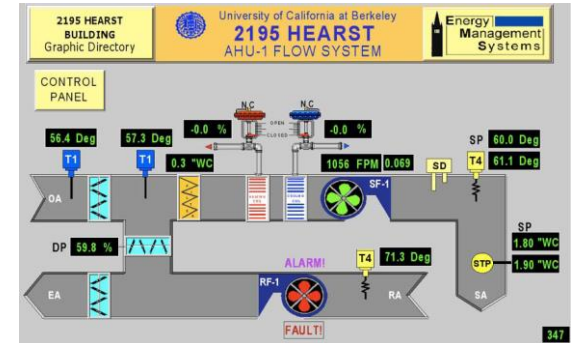 2195 HEARST
BUILDING
Graphic Directory
University of California at Berkeley
2195 HEARST
AHU-1 FLOW SYSTEM
Energy
Management
Systems
CONTROL
PANEL
N,C
N,C
OPEN
CLOSED
-0.0 %
-0.0 %
56.4 Deg
57.3 Deg
T1
T1
0.3 "WC
1056 FPM
0.069
SD
SP
60.0 Deg
T4
61.1 Deg
OA
SF-1
DP
59.8 %
ALARM!
T4
71.3 Deg
SP
1.80 "WC
STP
1.90 "WC
EA
RF-1
RA
SA
FAULT!
347